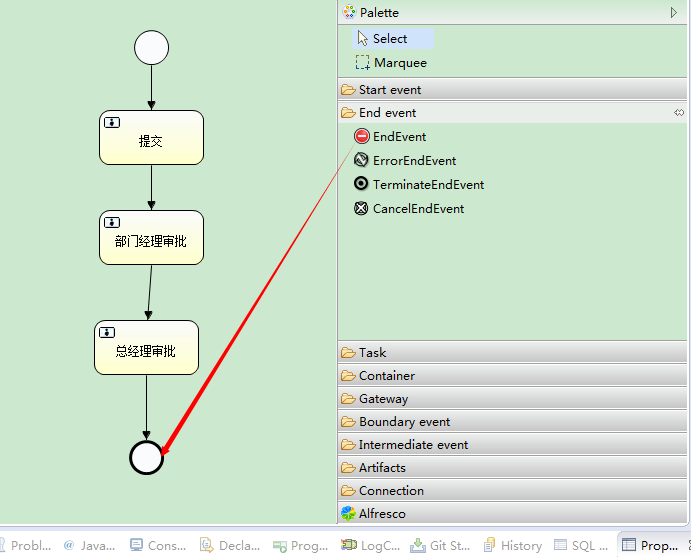 提交
部门经理审批
总经理审批
Palette
Select
Marquee
Start event
End event
EndEvent
ErrorEndEvent
TerminateEndEvent
CancelEndEvent
Task
Container
Gateway
Boundary event
Intermediate event
Artifacts
Connection
Alfresco
Probl... @ Java... Cons... Decla... Prog... LogC... Git St... History SQL ... Prop...